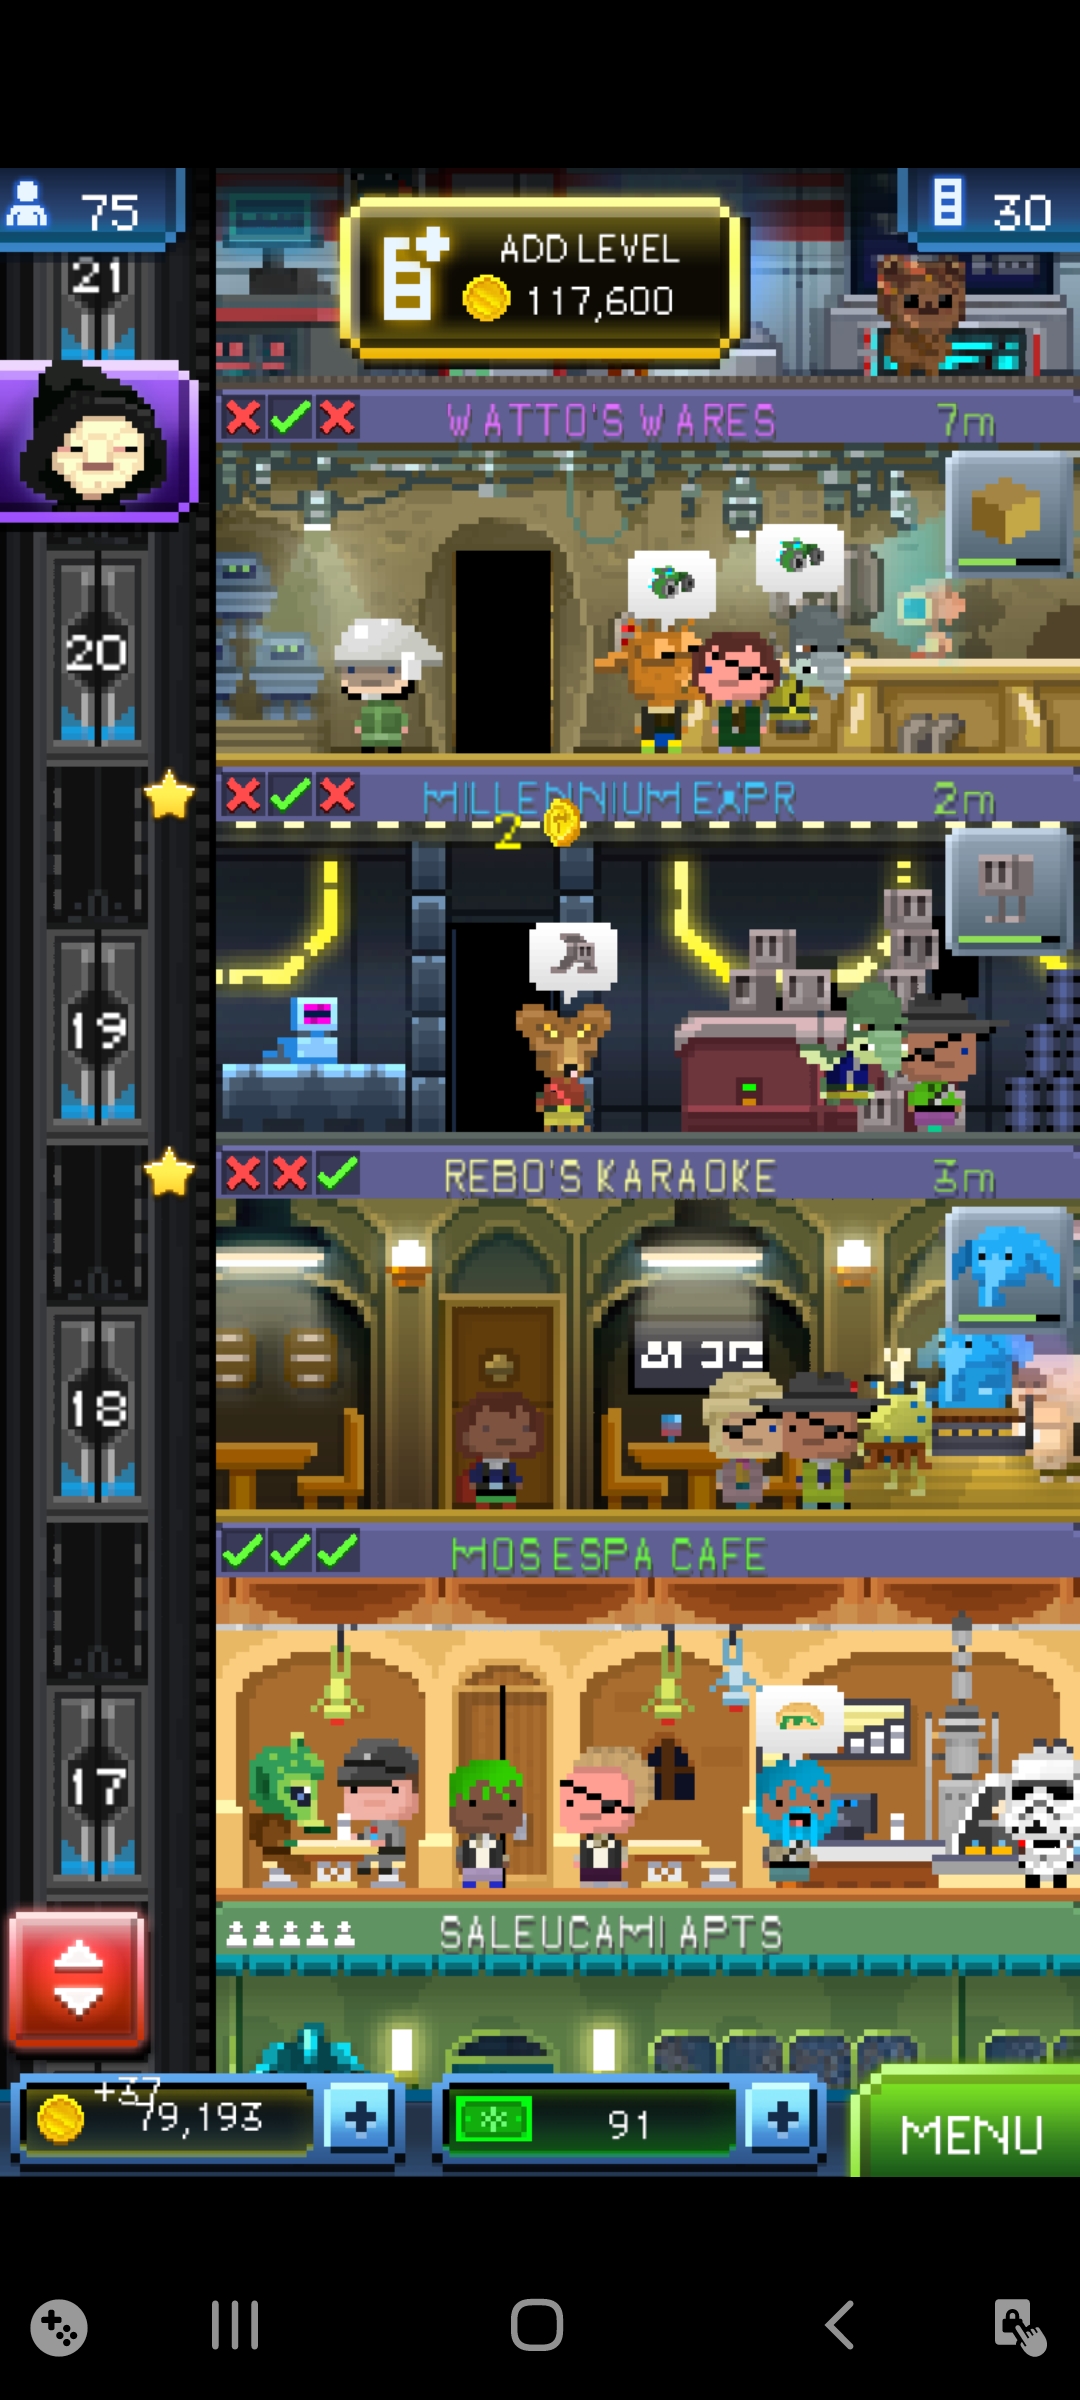 75
30
ADD LEVEL
117,600
21
WATTO'S WARES
7m
20
MILLENNIUM EXPR
2m
2
19
REBO'S KARAOKE
3m
18
MOS ESPA CAFE
17
SALEUCAMI APTS
+37
79,193
91
MENU